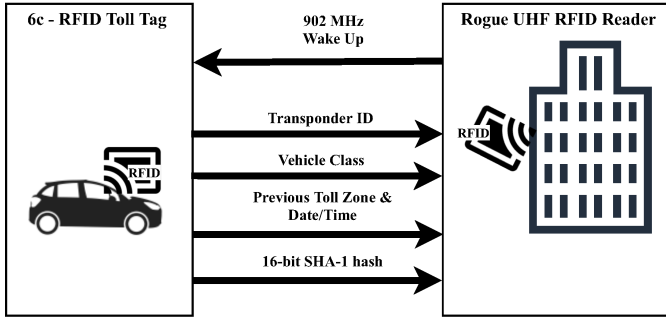 6c - RFID Toll Tag
902 MHz
Wake Up
Rogue UHF RFID Reader
Transponder ID
RFID
Vehicle Class
RFID
Previous Toll Zone &
Date/Time
16-bit SHA-1 hash